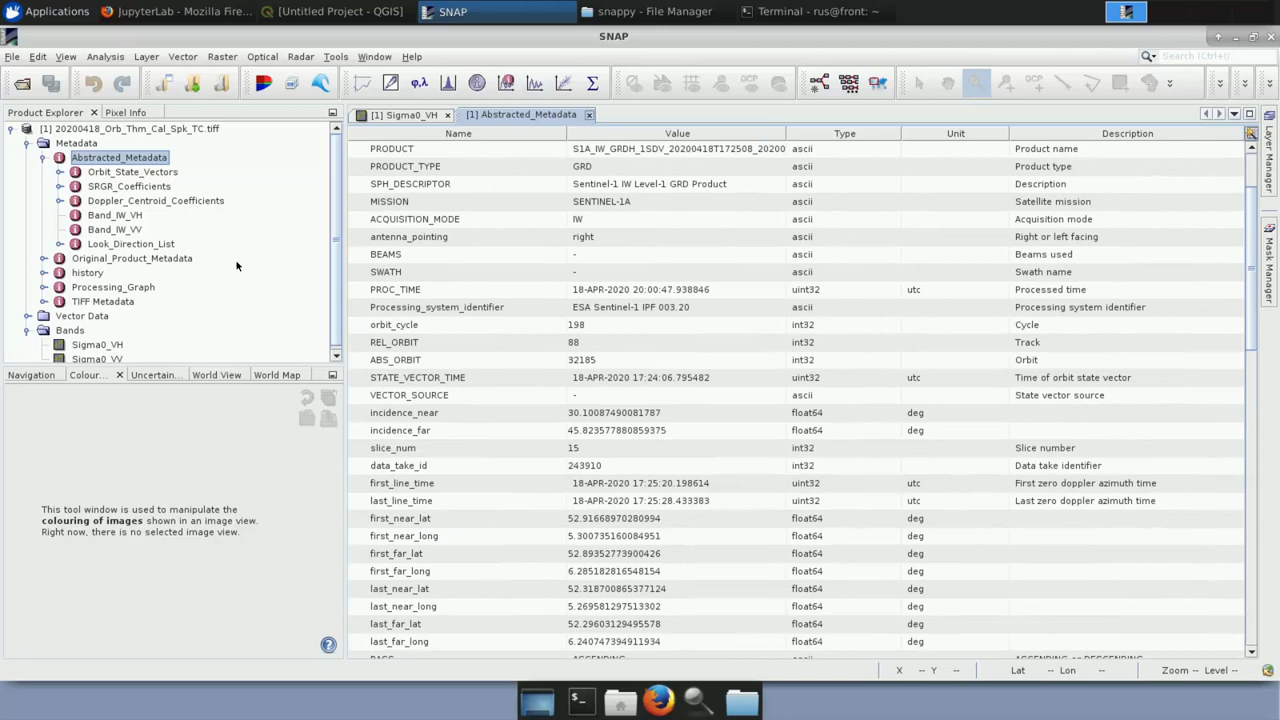 Applications
JupyterLab - Mozilla Fire...
[Untitled Project - QGIS]
SNAP
snappy - File Manager
Terminal - rus@front: ~
SNAP
File Edit View Analysis Layer Vector Raster Optical Radar Tools Window Help
Search (Ctrl+I)
Product Explorer Pixel Info
[1] 20200418_Orb_Thm_Cal_Spk_TC.tiff
Metadata
Abstracted_Metadata
Orbit_State_Vectors
SRGR_Coefficients
Doppler_Centroid_Coefficients
Band_IW_VH
Band_IW_VV
Look_Direction_List
Original_Product_Metadata
history
Processing_Graph
TIFF Metadata
Vector Data
Bands
Sigma0_VH
Sigma0_VV
Navigation Colour... Uncertain... World View World Map
This tool window is used to manipulate the
colouring of images shown in an image view.
Right now, there is no selected image view.
[1] Sigma0_VH [1] Abstracted_Metadata
Name Value Type Unit Description
PRODUCT S1A_IW_GRDH_1SDV_20200418T172508_20200 ascii Product name
PRODUCT_TYPE GRD ascii Product type
SPH_DESCRIPTOR Sentinel-1 IW Level-1 GRD Product ascii Description
MISSION SENTINEL-1A ascii Satellite mission
ACQUISITION_MODE IW ascii Acquisition mode
antenna_pointing right ascii Right or left facing
BEAMS - ascii Beams used
SWATH - ascii Swath name
PROC_TIME 18-APR-2020 20:00:47.938846 uint32 utc Processed time
Processing_system_identifier ESA Sentinel-1 IPF 003.20 ascii Processing system identifier
orbit_cycle 198 int32 Cycle
REL_ORBIT 88 int32 Track
ABS_ORBIT 32185 int32 Orbit
STATE_VECTOR_TIME 18-APR-2020 17:24:06.795482 uint32 utc Time of orbit state vector
VECTOR_SOURCE - ascii State vector source
incidence_near 30.10087490081787 float64 deg
incidence_far 45.823577880859375 float64 deg
slice_num 15 int32 Slice number
data_take_id 243910 int32 Data take identifier
first_line_time 18-APR-2020 17:25:20.198614 uint32 utc First zero doppler azimuth time
last_line_time 18-APR-2020 17:25:28.433383 uint32 utc Last zero doppler azimuth time
first_near_lat 52.91668970280994 float64 deg
first_near_long 5.300735160084951 float64 deg
first_far_lat 52.89352773900426 float64 deg
first_far_long 6.285182816548154 float64 deg
last_near_lat 52.318700865377124 float64 deg
last_near_long 5.269581297513302 float64 deg
last_far_lat 52.29603129495578 float64 deg
last_far_long 6.240747394911934 float64 deg
PASS ASCENDING ascii ASCENDING or DESCENDING
Layer Manager
Mask Manager
X -- Y -- Lat -- Lon -- Zoom -- Level --